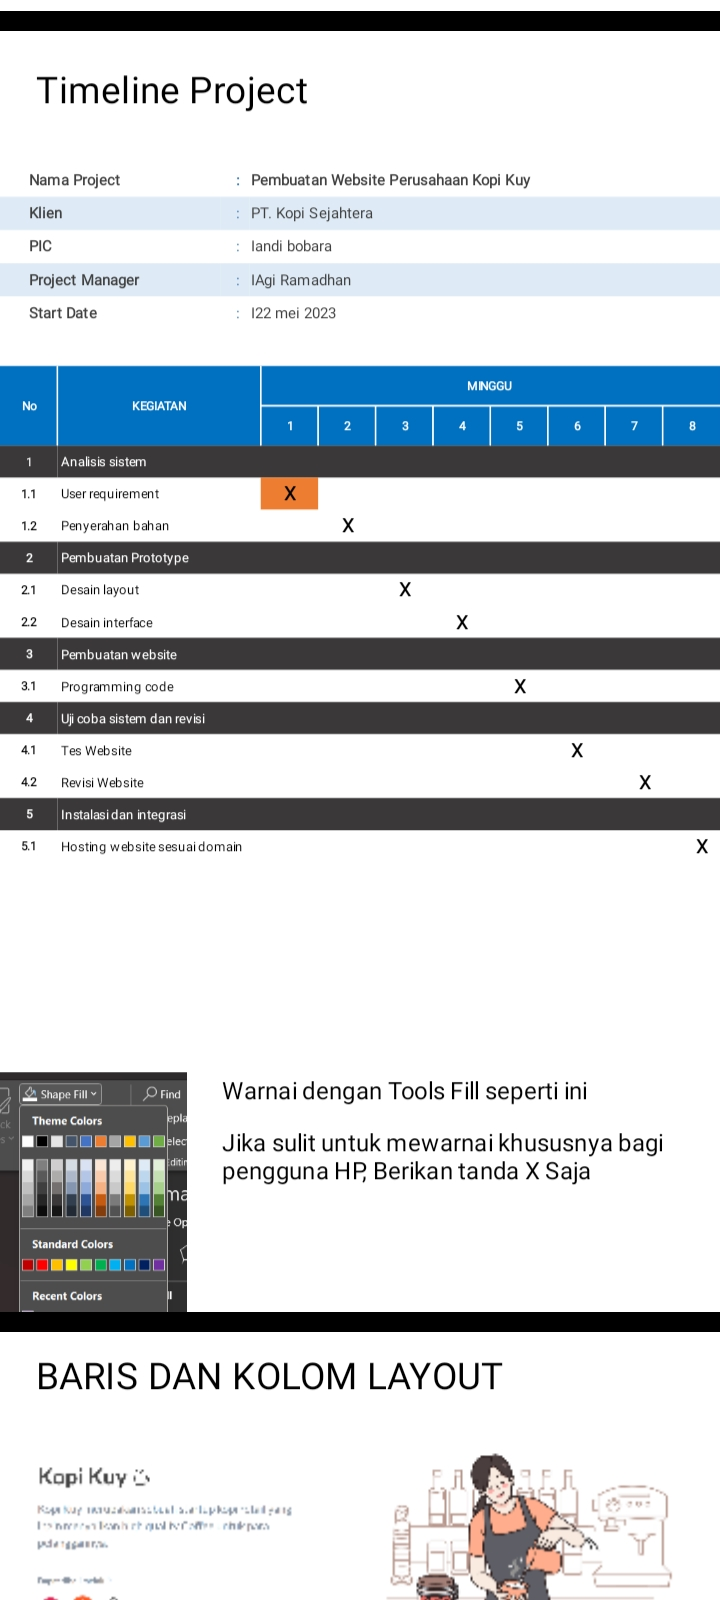 Timeline Project
Nama Project : Pembuatan Website Perusahaan Kopi Kuy
Klien : PT. Kopi Sejahtera
PIC : Iandi bobara
Project Manager : IAgi Ramadhan
Start Date : I22 mei 2023
No KEGIATAN MINGGU
1 2 3 4 5 6 7 8
1 Analisis sistem
1.1 User requirement X
1.2 Penyerahan bahan X
2 Pembuatan Prototype
2.1 Desain layout X
2.2 Desain interface X
3 Pembuatan website
3.1 Programming code X
4 Uji coba sistem dan revisi
4.1 Tes Website X
4.2 Revisi Website X
5 Instalasi dan integrasi
5.1 Hosting website sesuai domain X
Shape Fill Find
Theme Colors
Standard Colors
Recent Colors
Warnai dengan Tools Fill seperti ini
Jika sulit untuk mewarnai khususnya bagi
pengguna HP, Berikan tanda X Saja
BARIS DAN KOLOM LAYOUT
Kopi Kuy